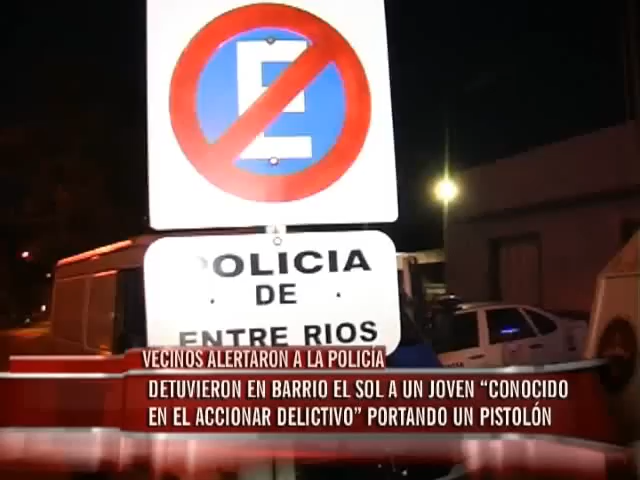 E
POLICIA
DE
ENTRE RIOS
VECINOS ALERTARON A LA POLICÍA
DETUVIERON EN BARRIO EL SOL A UN JOVEN “CONOCIDO
EN EL ACCIONAR DELICTIVO” PORTANDO UN PISTOLÓN